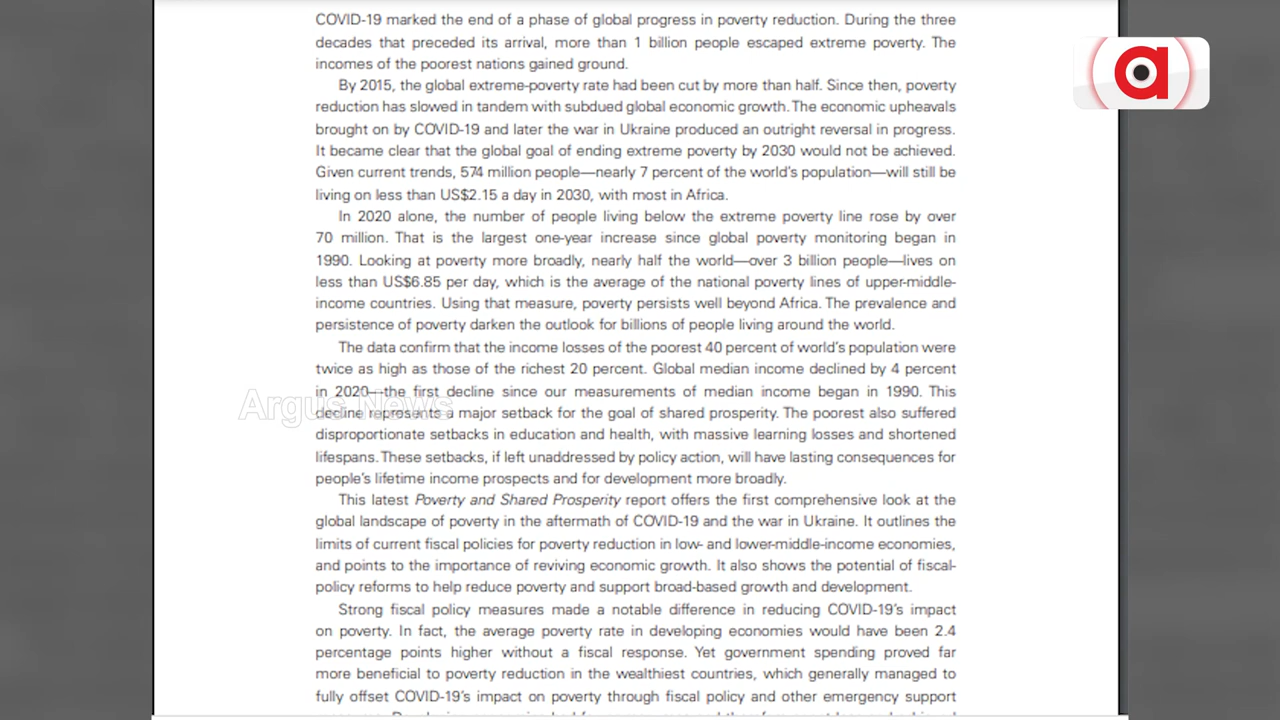 COVID-19 marked the end of a phase of global progress in poverty reduction. During the three
decades that preceded its arrival, more than 1 billion people escaped extreme poverty. The
incomes of the poorest nations gained ground.
By 2015, the global extreme-poverty rate had been cut by more than half. Since then, poverty
reduction has slowed in tandem with subdued global economic growth. The economic upheavals
brought on by COVID-19 and later the war in Ukraine produced an outright reversal in progress.
It became clear that the global goal of ending extreme poverty by 2030 would not be achieved.
Given current trends, 574 million people—nearly 7 percent of the world's population—will still be
living on less than US$2.15 a day in 2030, with most in Africa.
In 2020 alone, the number of people living below the extreme poverty line rose by over
70 million. That is the largest one-year increase since global poverty monitoring began in
1990. Looking at poverty more broadly, nearly half the world—over 3 billion people—lives on
less than US$6.85 per day, which is the average of the national poverty lines of upper-middle-
income countries. Using that measure, poverty persists well beyond Africa. The prevalence and
persistence of poverty darken the outlook for billions of people living around the world.
The data confirm that the income losses of the poorest 40 percent of world's population were
twice as high as those of the richest 20 percent. Global median income declined by 4 percent
in 2020—the first decline since our measurements of median income began in 1990. This
decline represents a major setback for the goal of shared prosperity. The poorest also suffered
disproportionate setbacks in education and health, with massive learning losses and shortened
lifespans. These setbacks, if left unaddressed by policy action, will have lasting consequences for
people's lifetime income prospects and for development more broadly.
This latest Poverty and Shared Prosperity report offers the first comprehensive look at the
global landscape of poverty in the aftermath of COVID-19 and the war in Ukraine. It outlines the
limits of current fiscal policies for poverty reduction in low- and lower-middle-income economies,
and points to the importance of reviving economic growth. It also shows the potential of fiscal-
policy reforms to help reduce poverty and support broad-based growth and development.
Strong fiscal policy measures made a notable difference in reducing COVID-19's impact
on poverty. In fact, the average poverty rate in developing economies would have been 2.4
percentage points higher without a fiscal response. Yet government spending proved far
more beneficial to poverty reduction in the wealthiest countries, which generally managed to
fully offset COVID-19's impact on poverty through fiscal policy and other emergency support
a
Argus News